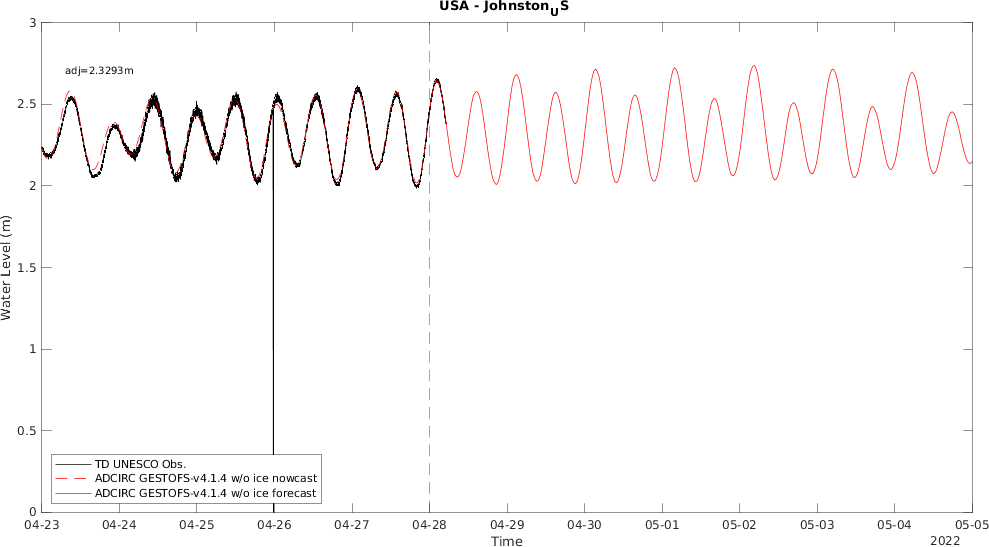 USA - Johnston_US
adj=2.3293m
3
2.5
2
1.5
1
0.5
0
Water Level (m)
TD UNESCO Obs.
ADCIRC GESTOFS-v4.1.4 w/o ice nowcast
ADCIRC GESTOFS-v4.1.4 w/o ice forecast
04-23 04-24 04-25 04-26 04-27 04-28 04-29 04-30 05-01 05-02 05-03 05-04 05-05
Time
2022